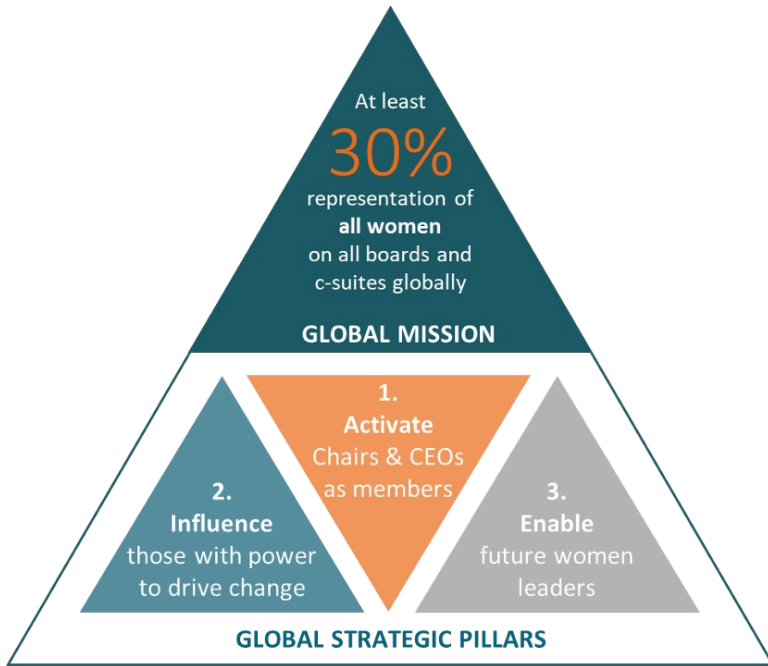 At least
30%
representation of
all women
on all boards and
c-suites globally
GLOBAL MISSION
1.
Activate
Chairs & CEOs
as members
2.
Influence
those with power
to drive change
3.
Enable
future women
leaders
GLOBAL STRATEGIC PILLARS